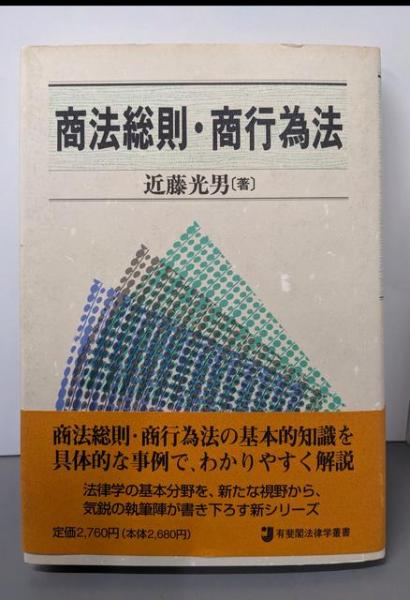 商法総則・商行為法
近藤光男〔著〕
商法総則・商行為法の基本的知識を
具体的な事例で、わかりやすく解説
法律学の基本分野を、新たな視野から、
気鋭の執筆陣が書き下ろす新シリーズ
定価2,760円(本体2,680円)
有斐閣法律学叢書